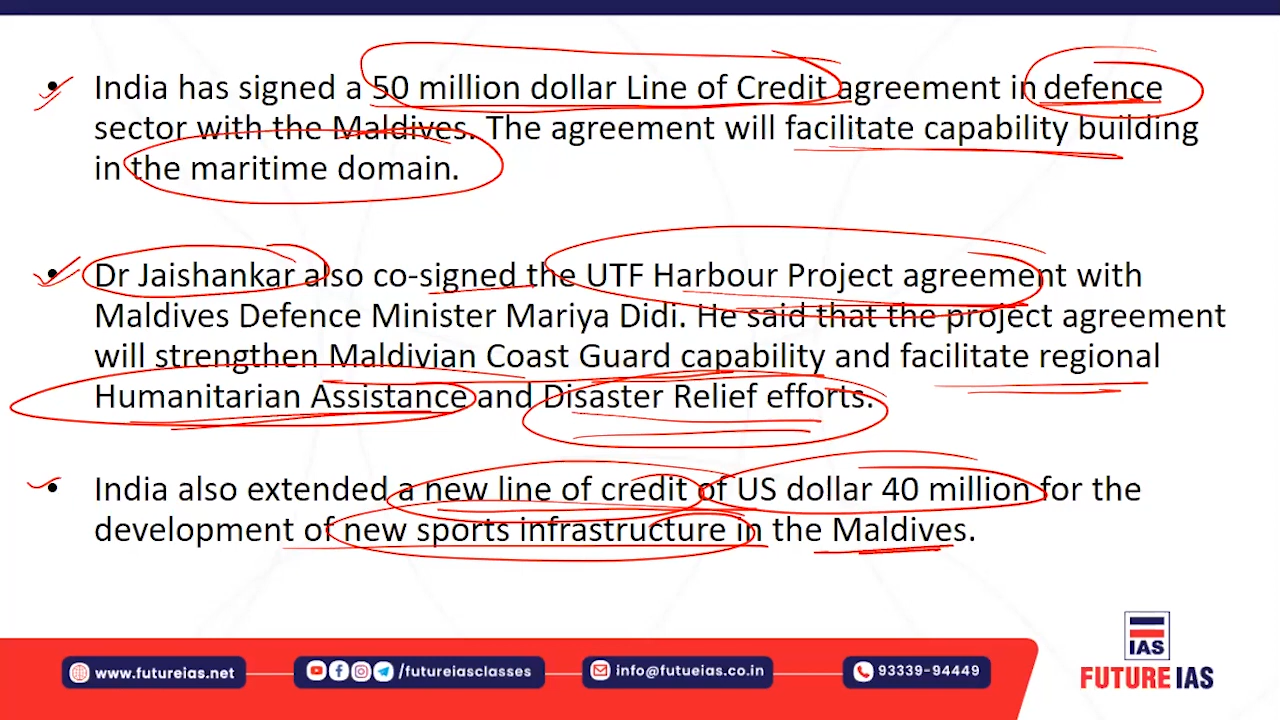 • India has signed a 50 million dollar Line of Credit agreement in defence
sector with the Maldives. The agreement will facilitate capability building
in the maritime domain.
• Dr Jaishankar also co-signed the UTF Harbour Project agreement with
Maldives Defence Minister Mariya Didi. He said that the project agreement
will strengthen Maldivian Coast Guard capability and facilitate regional
Humanitarian Assistance and Disaster Relief efforts.
• India also extended a new line of credit of US dollar 40 million for the
development of new sports infrastructure in the Maldives.
IAS
FUTURE IAS
www.futureias.net
/futureiasclasses
info@futueias.co.in
93339-94449